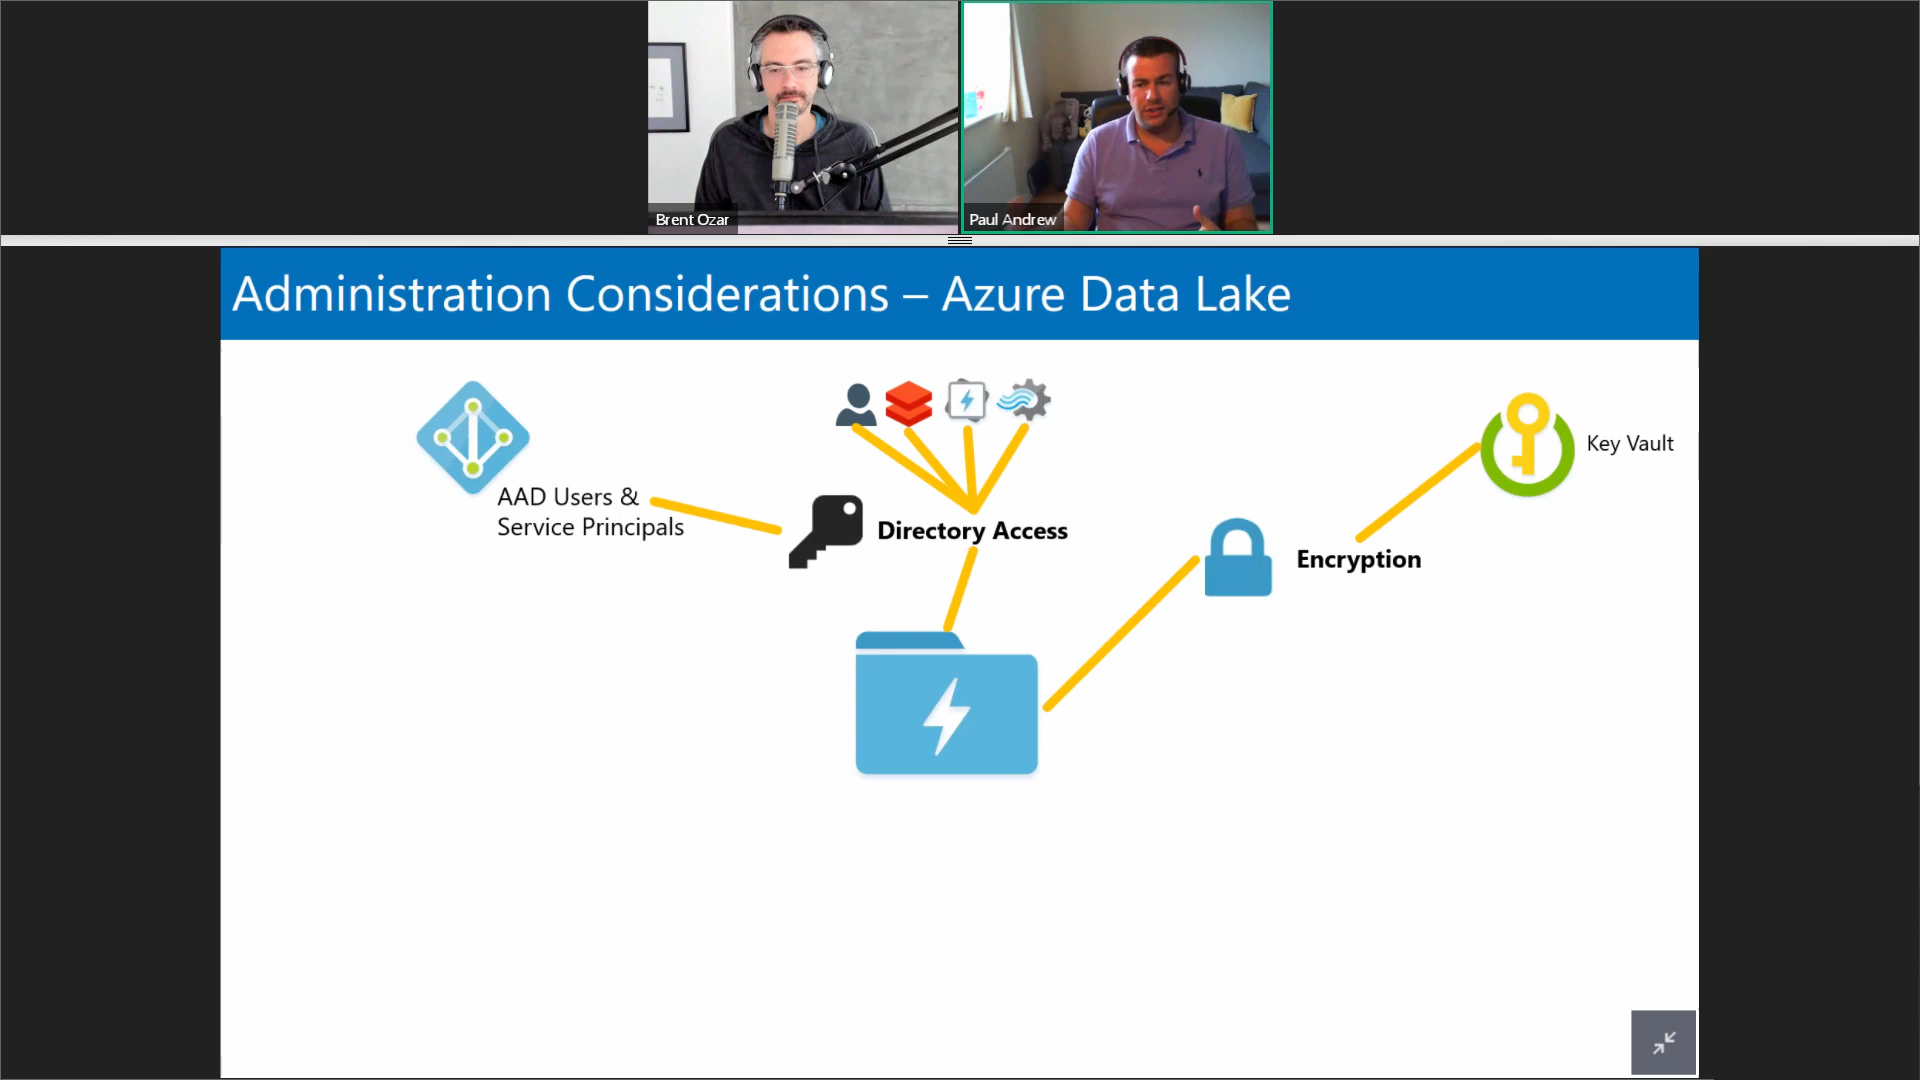 Brent Ozar
Paul Andrew
Administration Considerations – Azure Data Lake
AAD Users &
Service Principals
Directory Access
Encryption
Key Vault